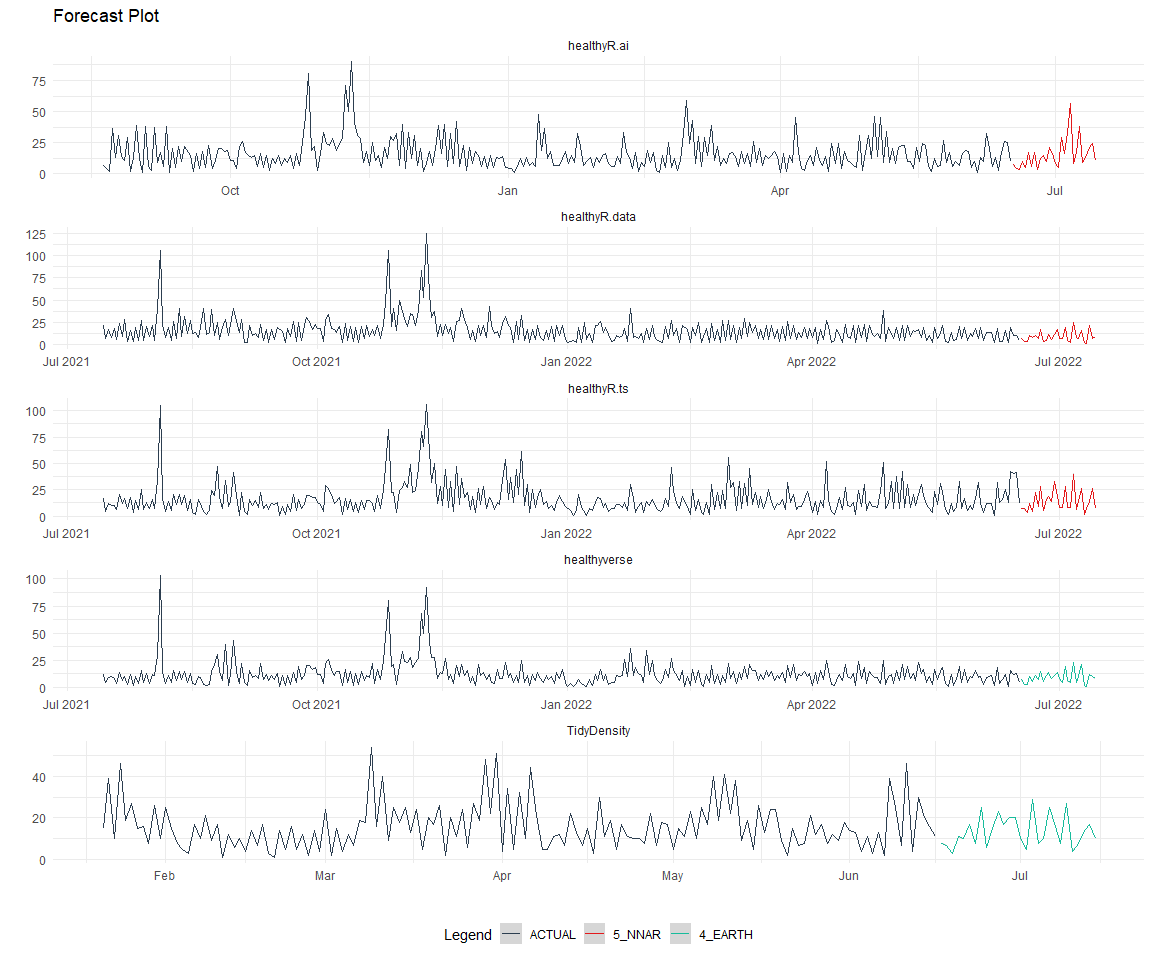 Forecast Plot
healthyR.ai
75
50
25
0
Oct Jan Apr Jul
healthyR.data
125
100
75
50
25
0
Jul 2021 Oct 2021 Jan 2022 Apr 2022 Jul 2022
healthyR.ts
100
75
50
25
0
Jul 2021 Oct 2021 Jan 2022 Apr 2022 Jul 2022
healthyverse
100
75
50
25
0
Jul 2021 Oct 2021 Jan 2022 Apr 2022 Jul 2022
TidyDensity
40
20
0
Feb Mar Apr May Jun Jul
Legend ACTUAL 5_NNAR 4_EARTH